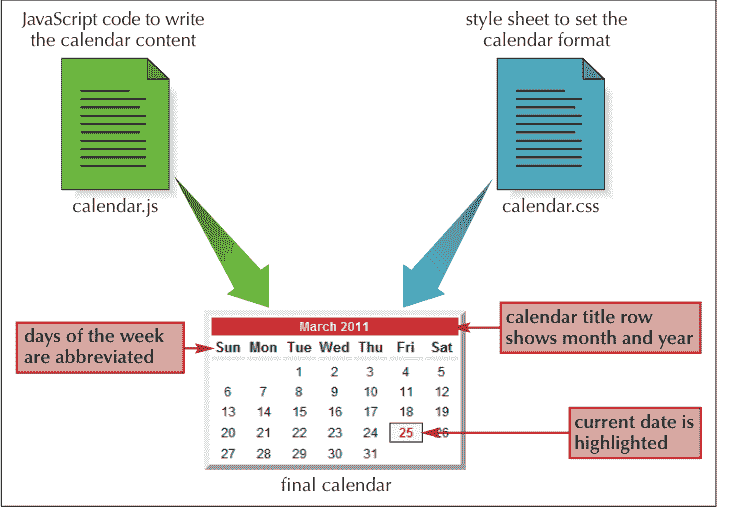 JavaScript code to write
the calendar content
style sheet to set the
calendar format
calendar.js
calendar.css
March 2011
Sun Mon Tue Wed Thu Fri Sat
1 2 3 4 5
6 7 8 9 10 11 12
13 14 15 16 17 18 19
20 21 22 23 24 25 26
27 28 29 30 31
days of the week
are abbreviated
calendar title row
shows month and year
current date is
highlighted
final calendar